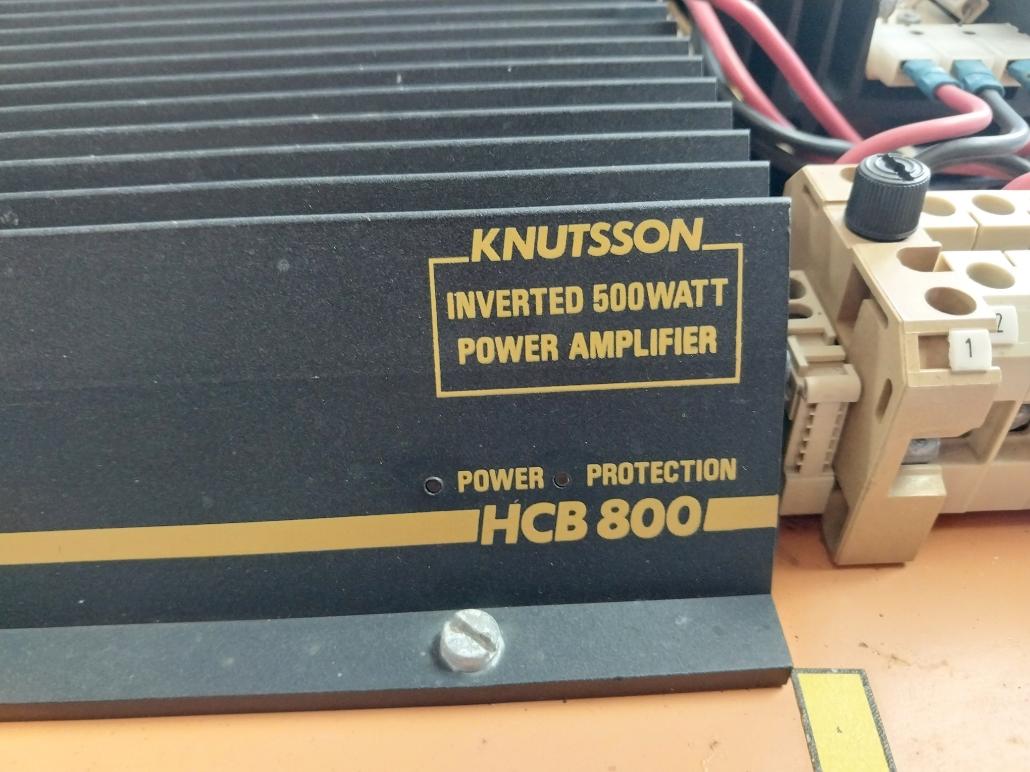 KNUTSSON
INVERTED 500WATT
POWER AMPLIFIER
POWER PROTECTION
HCB 800
1
2